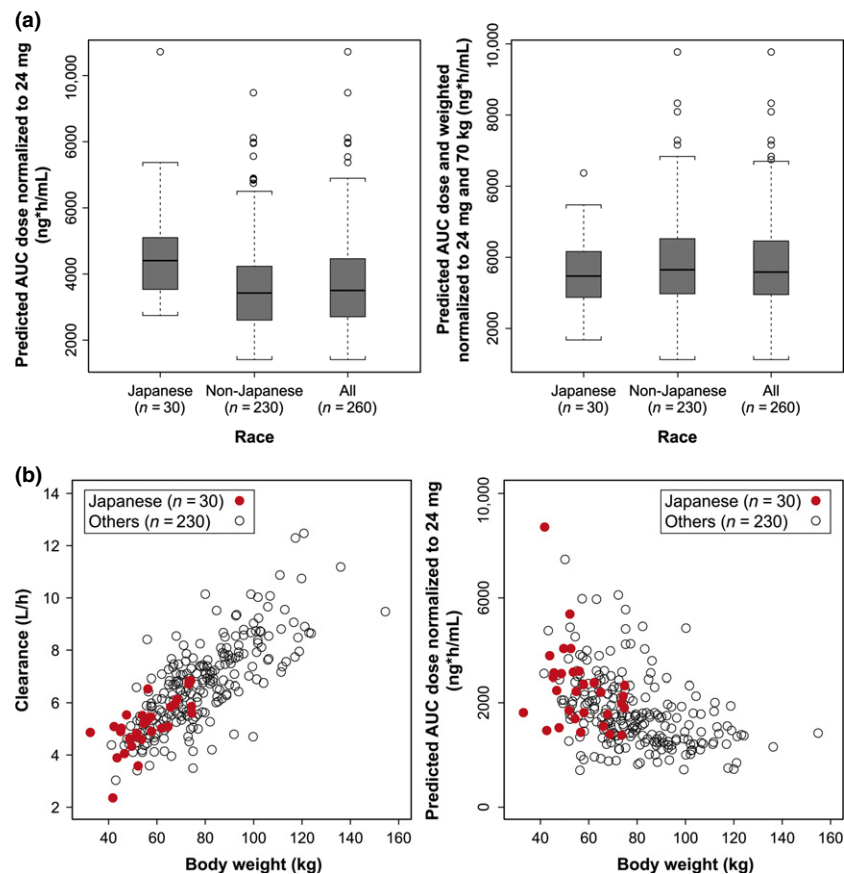 (a)
Predicted AUC dose normalized to 24 mg
(ng*h/mL)
10,000
8000
6000
4000
2000
Japanese
(n = 30)
Non-Japanese
(n = 230)
All
(n = 260)
Race
Predicted AUC dose and weighted
normalized to 24 mg and 70 kg (ng*h/mL)
10,000
8000
6000
6000
2000
Japanese
(n = 30)
Non-Japanese
(n = 230)
All
(n = 260)
Race
(b)
Clearance (L/h)
14
12
10
8
6
4
2
Japanese (n = 30)
Others (n = 230)
40
60
80
100
120
140
160
Body weight (kg)
Predicted AUC dose normalized to 24 mg
(ng*h/mL)
10,000
6000
2000
0
Japanese (n = 30)
Others (n = 230)
40
60
80
100
120
140
160
Body weight (kg)